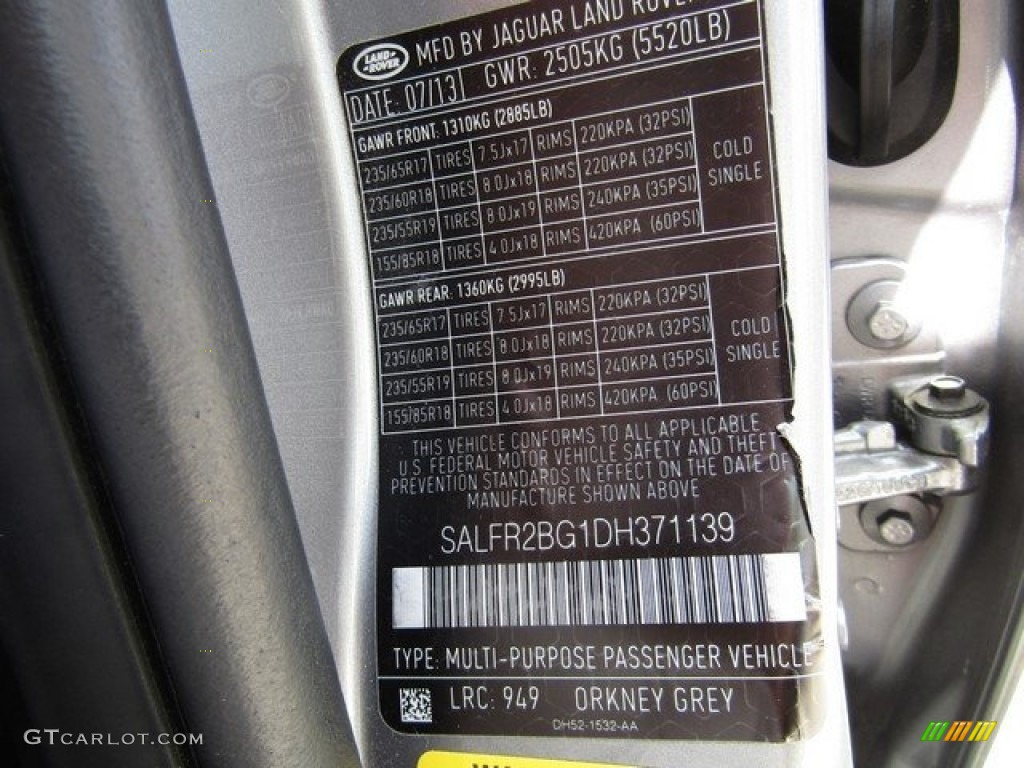 LAND ROVER
MFD BY JAGUAR LAND ROVER
DATE: 07/13 GWR: 2505KG (5520LB)
GAWR FRONT: 1310KG (2885LB)
235/65R17 TIRES 7.5Jx17 RIMS 220KPA (32PSI)
235/60R18 TIRES 8.0Jx18 RIMS 220KPA (32PSI)
235/55R19 TIRES 8.0Jx19 RIMS 240KPA (35PSI)
155/85R18 TIRES 4.0Jx18 RIMS 420KPA (60PSI)
COLD
SINGLE
GAWR REAR: 1360KG (2995LB)
235/65R17 TIRES 7.5Jx17 RIMS 220KPA (32PSI)
235/60R18 TIRES 8.0Jx18 RIMS 220KPA (32PSI)
235/55R19 TIRES 8.0Jx19 RIMS 240KPA (35PSI)
155/85R18 TIRES 4.0Jx18 RIMS 420KPA (60PSI)
COLD
SINGLE
THIS VEHICLE CONFORMS TO ALL APPLICABLE
U S FEDERAL MOTOR VEHICLE SAFETY AND THEFT
PREVENTION STANDARDS IN EFFECT ON THE DATE OF
MANUFACTURE SHOWN ABOVE
SALFR2BG1DH371139
TYPE: MULTI-PURPOSE PASSENGER VEHICLE
LRC: 949 ORKNEY GREY
DH52-1532-AA
GTCARLOT.COM